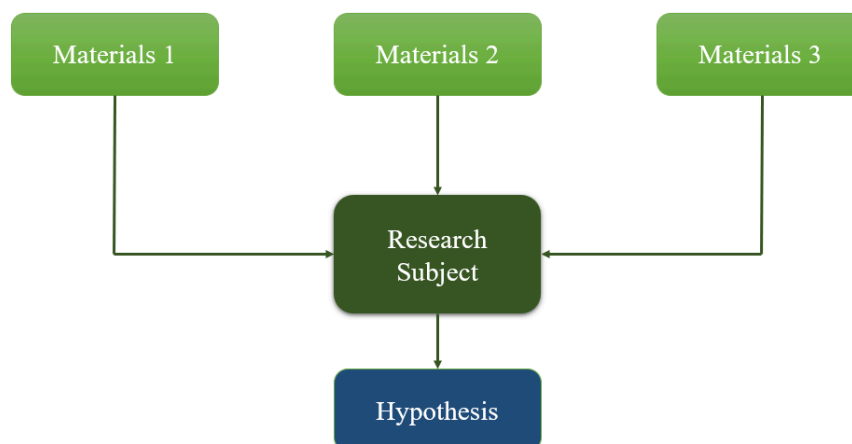 Materials 1
Materials 2
Materials 3
Research
Subject
Hypothesis